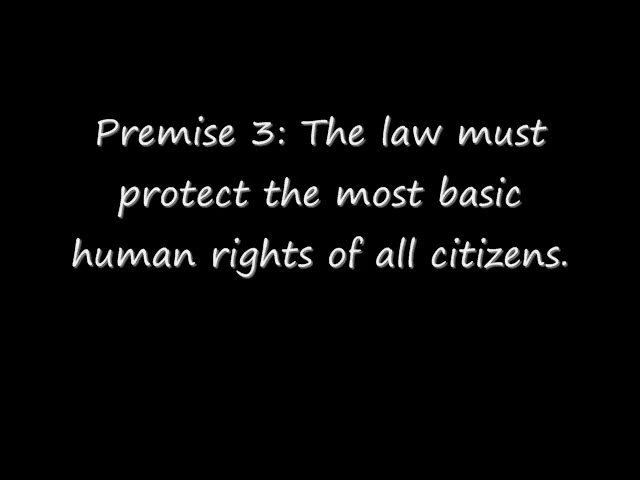 Premise 3: The law must
protect the most basic
human rights of all citizens.